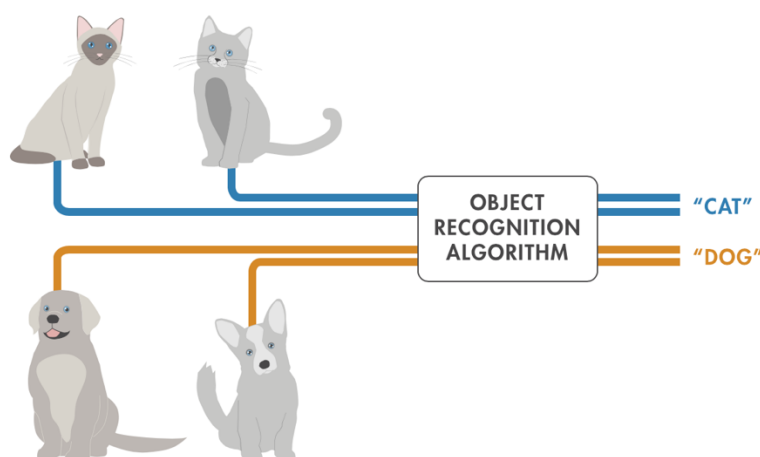 OBJECT
RECOGNITION
ALGORITHM
“CAT”
“DOG”